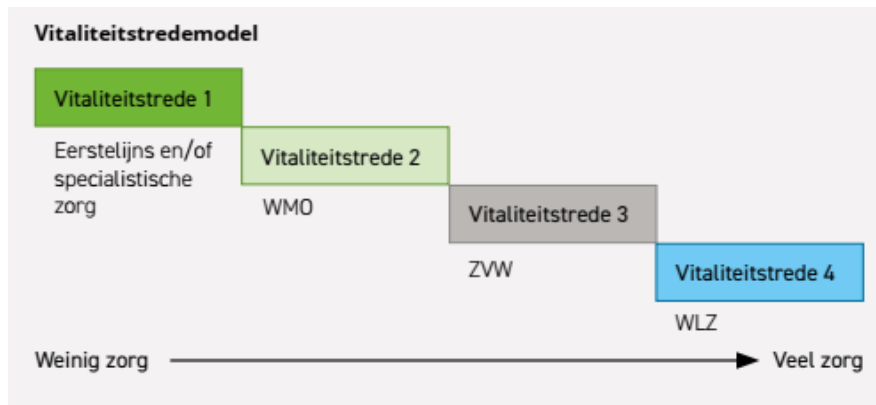 Vitaliteitstredemodel
Vitaliteitstrede 1
Eerstelijns en/of
specialistische
zorg
Vitaliteitstrede 2
WMO
Vitaliteitstrede 3
ZVW
Vitaliteitstrede 4
WLZ
Weinig zorg
Veel zorg